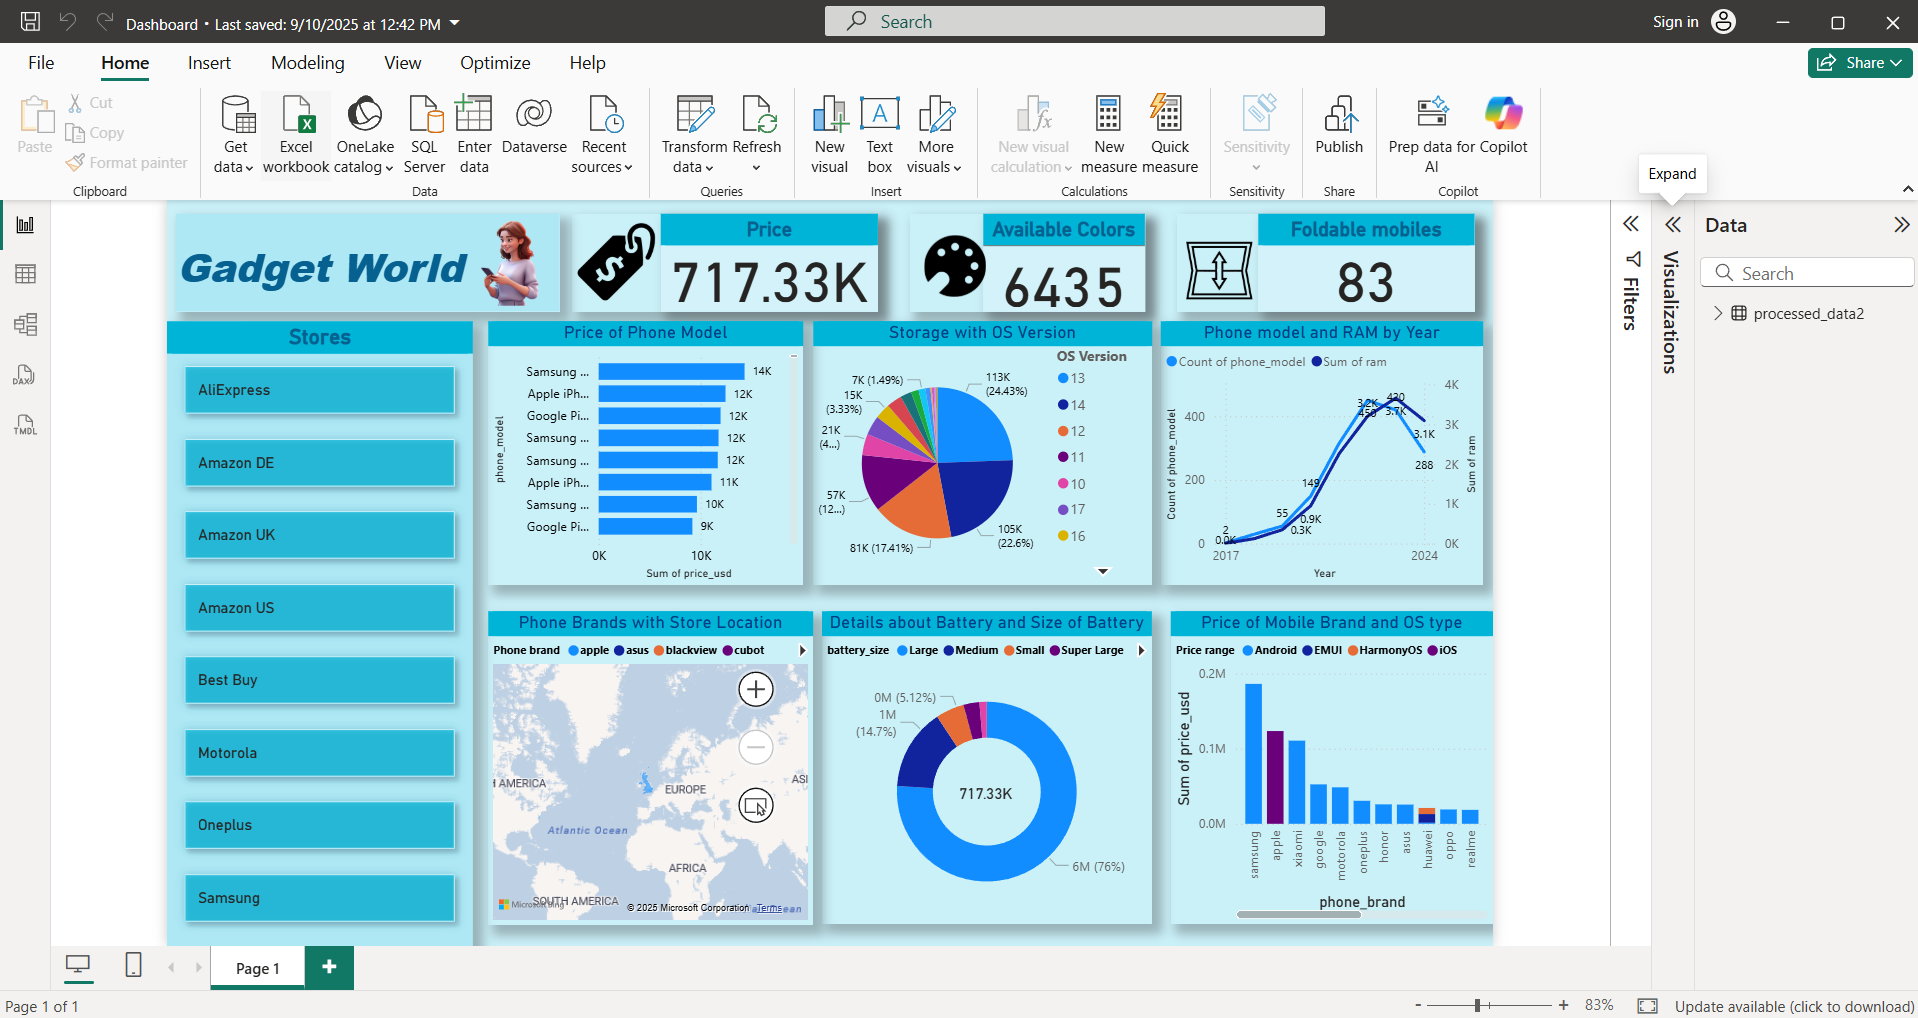 Dashboard • Last saved: 9/10/2025 at 12:42 PM
Search
Sign in
File
Home
Insert
Modeling
View
Optimize
Help
Share
Paste
Cut
Copy
Format painter
Clipboard
Get data
Excel workbook
OneLake catalog
SQL Server
Enter data
Dataverse
Recent sources
Data
Transform data
Refresh
Queries
New visual
Text box
More visuals
Insert
New visual calculation
New measure
Quick measure
Calculations
Sensitivity
Sensitivity
Publish
Share
Prep data for AI
Copilot
Copilot
Expand
DAX
TMDL
Gadget World
Price
717.33K
Available Colors
6435
Foldable mobiles
83
Stores
AliExpress
Amazon DE
Amazon UK
Amazon US
Best Buy
Motorola
Oneplus
Samsung
Price of Phone Model
phone_model
Samsung ... 14K
Apple iPh... 12K
Google Pi... 12K
Samsung ... 12K
Samsung ... 12K
Apple iPh... 11K
Samsung ... 10K
Google Pi... 9K
0K 10K
Sum of price_usd
Storage with OS Version
OS Version
13
14
12
11
10
17
16
113K (24.43%)
105K (22.6%)
81K (17.41%)
57K (12...)
21K (4...)
15K (3.33%)
7K (1.49%)
Phone model and RAM by Year
Count of phone_model Sum of ram
Count of phone_model
400
200
0
2
0.0K
55
0.3K
149
0.9K
3.2K
450
420
3.7K
3.1K
288
4K
3K
2K
1K
0K
Sum of ram
2017 2024
Year
Phone Brands with Store Location
Phone brand apple asus blackview cubot
H AMERICA
EUROPE
ASI
Atlantic Ocean
AFRICA
SOUTH AMERICA
Microsoft Bing
© 2025 Microsoft Corporation Terms
Details about Battery and Size of Battery
battery_size Large Medium Small Super Large
0M (5.12%)
1M (14.7%)
717.33K
6M (76%)
Price of Mobile Brand and OS type
Price range Android EMUI HarmonyOS iOS
Sum of price_usd
0.2M
0.1M
0.0M
samsung
apple
xiaomi
google
motorola
oneplus
honor
asus
huawei
oppo
realme
phone_brand
Filters
Visualizations
Data
Search
processed_data2
Page 1
Page 1 of 1
- + 83%
Update available (click to download)